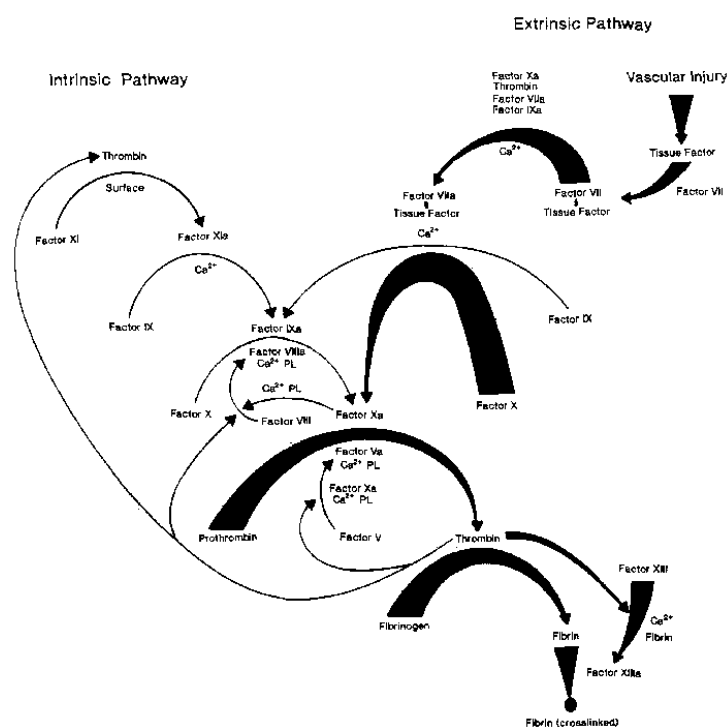 Extrinsic Pathway
Intrinsic Pathway
Factor Xa
Thrombin
Factor VIIa
Factor IXa
Vascular Injury
Ca2+
Thrombin
Tissue Factor
Surface
Factor VIIa
Tissue Factor
Factor VII
Tissue Factor
Factor VII
Factor XI
Factor XIa
Ca2+
Ca2+
Factor IX
Factor IXa
Factor IX
Factor VIIIa
Ca2+ PL
Ca2+ PL
Factor X
Factor VIII
Factor Xa
Factor X
Factor Va
Ca2+ PL
Factor Xa
Ca2+ PL
Prothrombin
Factor V
Thrombin
Factor XIII
Ca2+
Fibrin
Fibrinogen
Fibrin
Factor XIIIa
Fibrin (crosslinked)